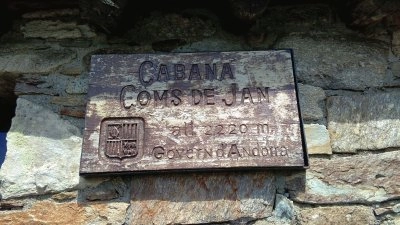 CABANA
COMS DE JAN
alt. 2220 m.
Govern d'Andorra